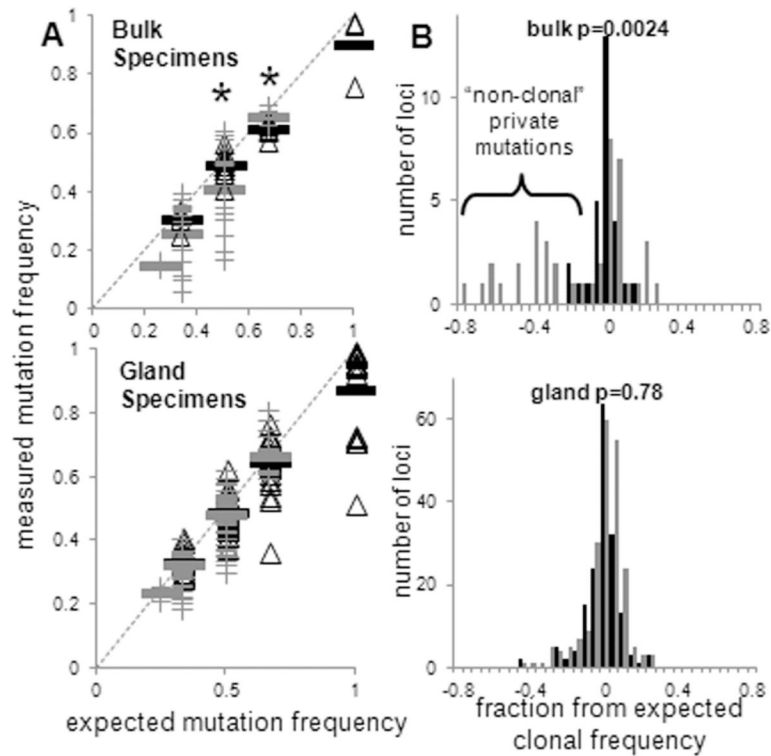 A
Bulk
Specimens
measured mutation frequency
1
0.8
0.6
0.4
0.2
0
*
*
0
0.2
0.4
0.6
0.8
1
B
bulk p=0.0024
"non-clonal"
private
mutations
number of loci
10
5
0
-0.8
-0.4
0
0.4
0.8
Gland
Specimens
1
0.8
0.6
0.4
0.2
0
0
0.5
1
expected mutation frequency
gland p=0.78
number of loci
60
40
20
0
-0.8
-0,4
0
0.4
0.8
fraction from expected
clonal frequency